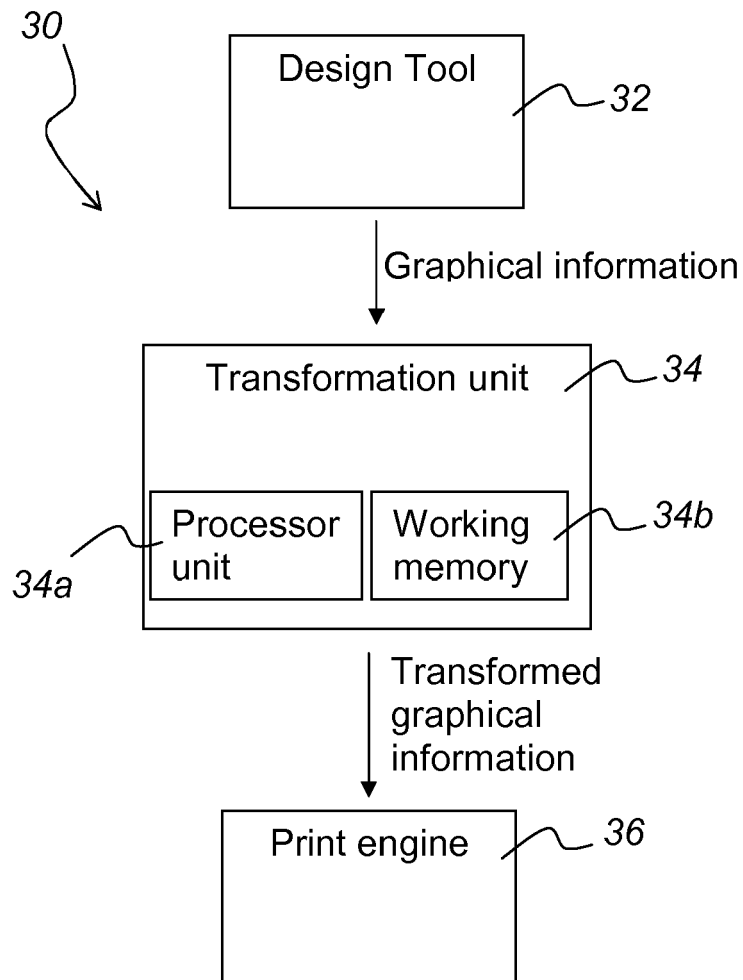 30
Design Tool
32
Graphical information
Transformation unit
34
Processor
unit
Working
memory
34b
34a
Transformed
graphical
information
Print engine
36